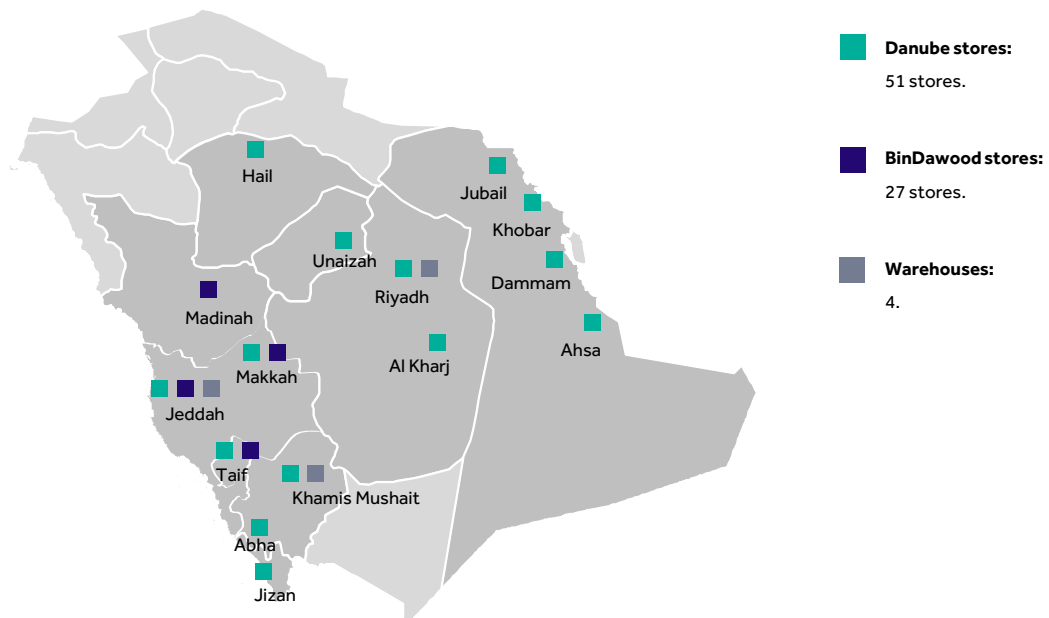 Danube stores:
51 stores.
BinDawood stores:
27 stores.
Warehouses:
4.
Hail
Jubail
Khobar
Unaizah
Riyadh
Dammam
Madinah
Ahsa
Al Kharj
Makkah
Jeddah
Taif
Khamis Mushait
Abha
Jizan